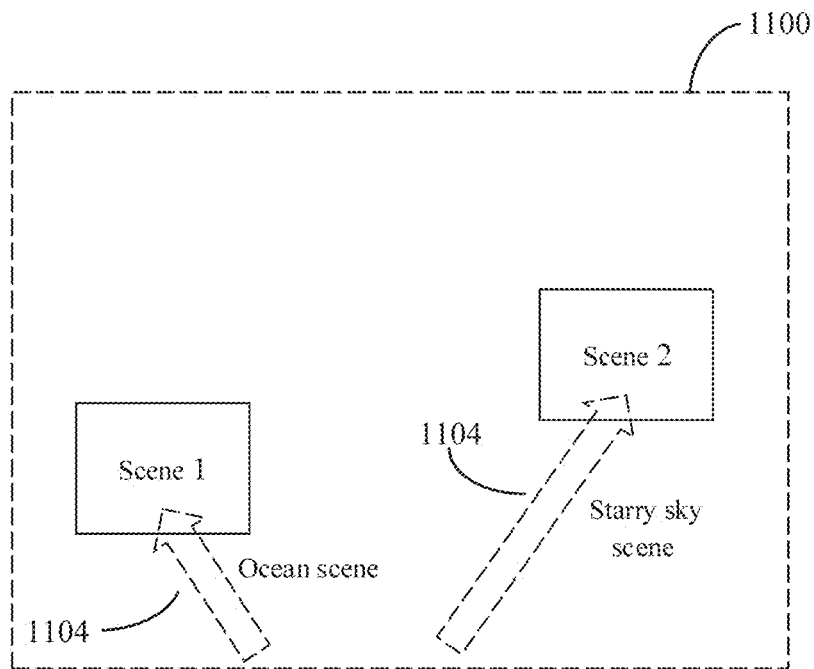 1100
Scene 2
1104
Scene 1
Starry sky
scene
Ocean scene
1104